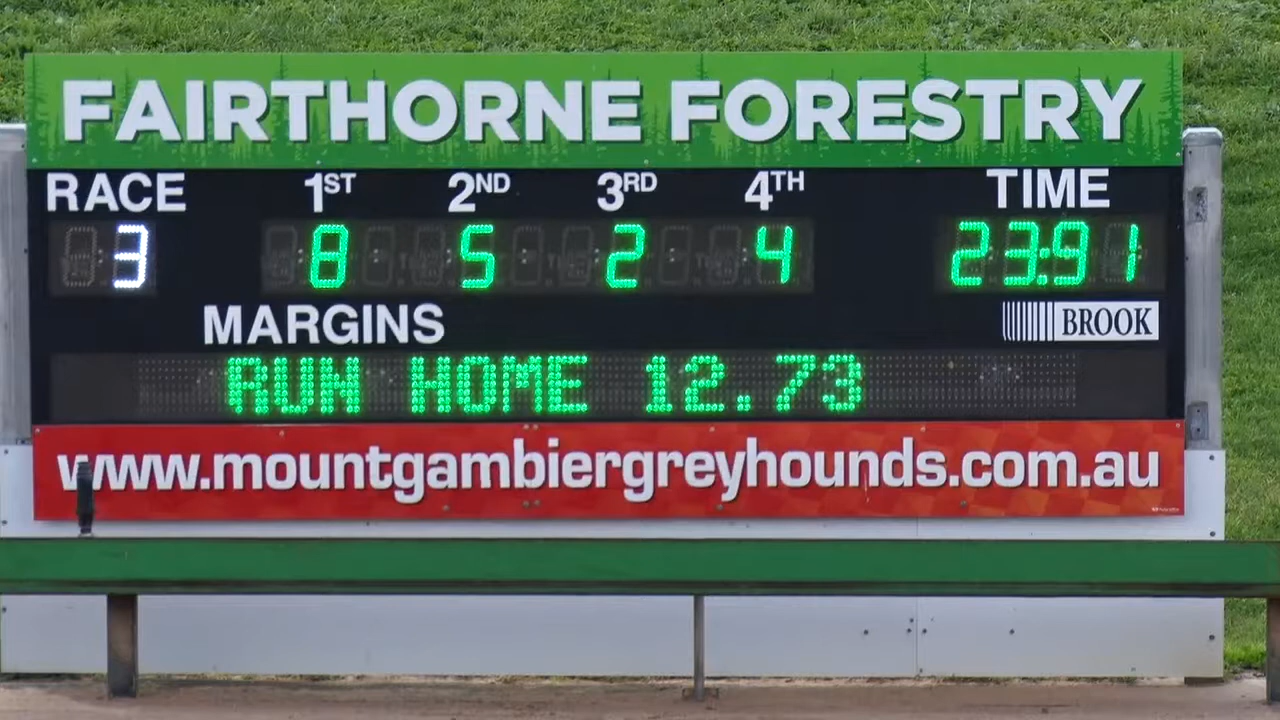 FAIRTHORNE FORESTRY
RACE 1ST 2ND 3RD 4TH TIME
3 8 5 2 4 23:91
MARGINS BROOK
RUN HOME 12.73
www.mountgambiergreyhounds.com.au